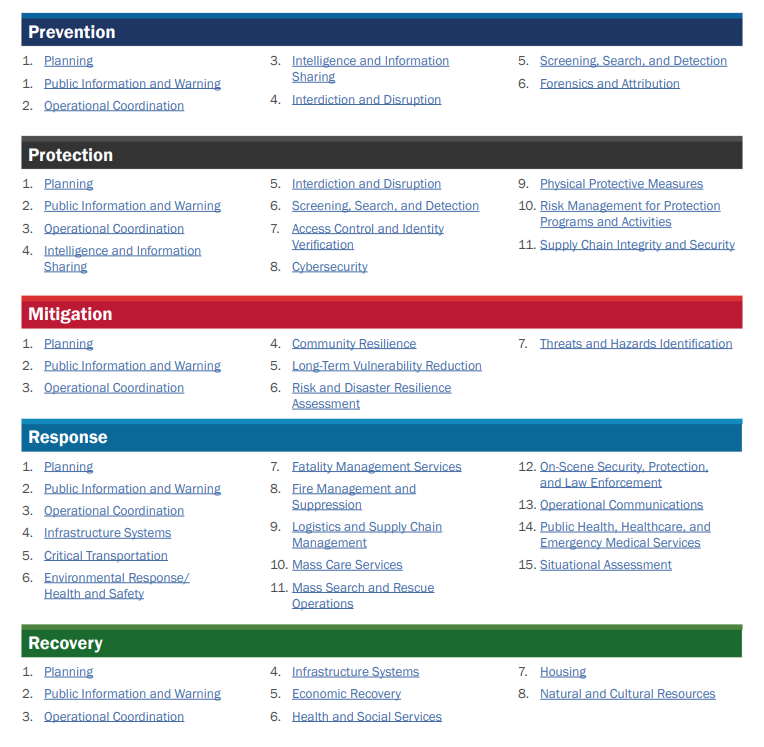 Prevention
1. Planning
1. Public Information and Warning
2. Operational Coordination
3. Intelligence and Information
Sharing
4. Interdiction and Disruption
5. Screening, Search, and Detection
6. Forensics and Attribution
Protection
1. Planning
2. Public Information and Warning
3. Operational Coordination
4. Intelligence and Information
Sharing
5. Interdiction and Disruption
6. Screening, Search, and Detection
7. Access Control and Identity
Verification
8. Cybersecurity
9. Physical Protective Measures
10. Risk Management for Protection
Programs and Activities
11. Supply Chain Integrity and Security
Mitigation
1. Planning
2. Public Information and Warning
3. Operational Coordination
4. Community Resilience
5. Long-Term Vulnerability Reduction
6. Risk and Disaster Resilience
Assessment
7. Threats and Hazards Identification
Response
1. Planning
2. Public Information and Warning
3. Operational Coordination
4. Infrastructure Systems
5. Critical Transportation
6. Environmental Response/
Health and Safety
7. Fatality Management Services
8. Fire Management and
Suppression
9. Logistics and Supply Chain
Management
10. Mass Care Services
11. Mass Search and Rescue
Operations
12. On-Scene Security, Protection,
and Law Enforcement
13. Operational Communications
14. Public Health, Healthcare, and
Emergency Medical Services
15. Situational Assessment
Recovery
1. Planning
2. Public Information and Warning
3. Operational Coordination
4. Infrastructure Systems
5. Economic Recovery
6. Health and Social Services
7. Housing
8. Natural and Cultural Resources